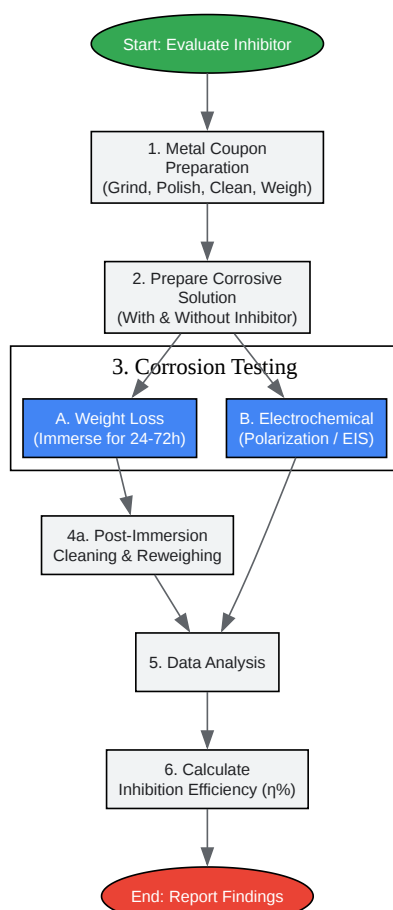 Start: Evaluate Inhibitor
1. Metal Coupon
Preparation
(Grind, Polish, Clean, Weigh)
2. Prepare Corrosive
Solution
(With & Without Inhibitor)
3. Corrosion Testing
A. Weight Loss
(Immerse for 24-72h)
B. Electrochemical
(Polarization / EIS)
4a. Post-Immersion
Cleaning & Reweighing
5. Data Analysis
6. Calculate
Inhibition Efficiency (η%)
End: Report Findings